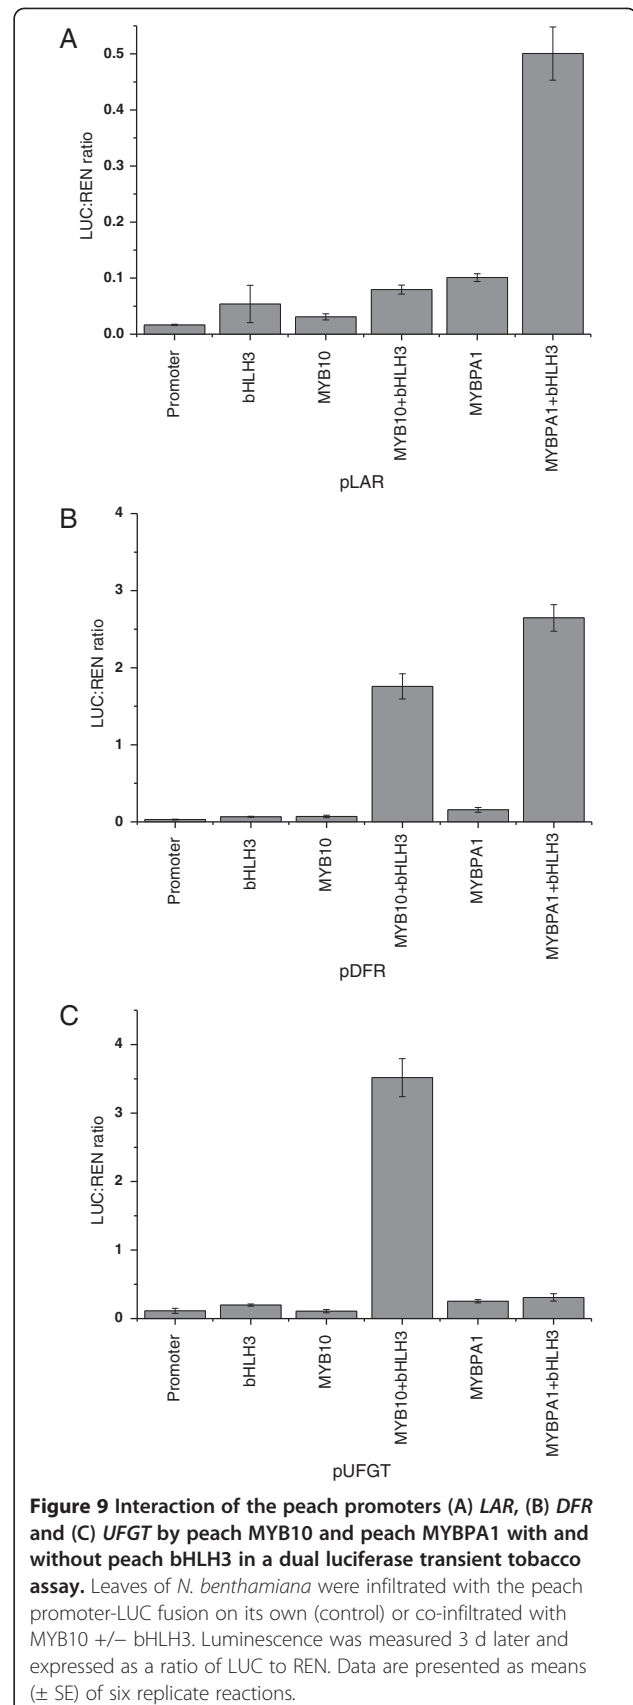 A
0.5
0.4
0.3
0.2
0.1
0.0
LUC:REN ratio
Promoter
bHLH3
MYB10
MYB10+bHLH3
MYBPA1
MYBPA1+bHLH3
pLAR
B
4
3
2
1
0
LUC:REN ratio
Promoter
bHLH3
MYB10
MYB10+bHLH3
MYBPA1
MYBPA1+bHLH3
pDFR
C
4
3
2
1
0
LUC:REN ratio
Promoter
bHLH3
MYB10
MYB10+bHLH3
MYBPA1
MYBPA1+bHLH3
pUFGT
Figure 9 Interaction of the peach promoters (A) LAR, (B) DFR
and (C) UFGT by peach MYB10 and peach MYBPA1 with and
without peach bHLH3 in a dual luciferase transient tobacco
assay. Leaves of N. benthamiana were infiltrated with the peach
promoter-LUC fusion on its own (control) or co-infiltrated with
MYB10 +/− bHLH3. Luminescence was measured 3 d later and
expressed as a ratio of LUC to REN. Data are presented as means
(± SE) of six replicate reactions.